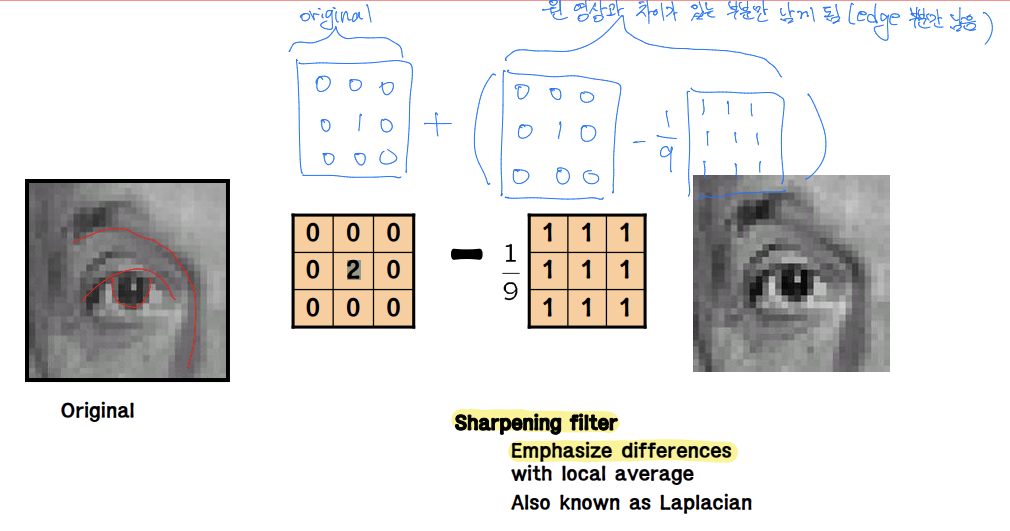 original
원 영상과 차이가 있는 부분만 남게 됨 (edge 부분만 남음)
0 0 0
0 1 0
0 0 0
+
(
0 0 0
0 1 0
0 0 0
- 1/9
1 1 1
1 1 1
1 1 1
)
0 0 0
0 2 0
0 0 0
-
1/9
1 1 1
1 1 1
1 1 1
Original
Sharpening filter
Emphasize differences
with local average
Also known as Laplacian